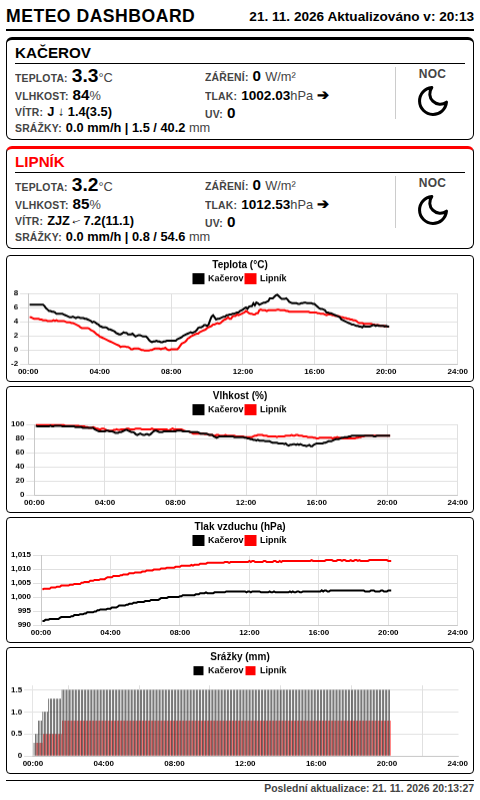 METEO DASHBOARD 21. 11. 2026 Aktualizováno v: 20:13
KAČEROV
TEPLOTA: 3.3°C ZÁŘENÍ: 0 W/m² NOC
VLHKOST: 84% TLAK: 1002.03hPa ➔
VÍTR: J ↓ 1.4(3.5) UV: 0
SRÁŽKY: 0.0 mm/h | 1.5 / 40.2 mm
LIPNÍK
TEPLOTA: 3.2°C ZÁŘENÍ: 0 W/m² NOC
VLHKOST: 85% TLAK: 1012.53hPa ➔
VÍTR: ZJZ ← 7.2(11.1) UV: 0
SRÁŽKY: 0.0 mm/h | 0.8 / 54.6 mm
Teplota (°C)
Kačerov Lipník
8
6
4
2
0
-2
00:00 04:00 08:00 12:00 16:00 20:00 24:00
Vlhkost (%)
Kačerov Lipník
100
80
60
40
20
0
00:00 04:00 08:00 12:00 16:00 20:00 24:00
Tlak vzduchu (hPa)
Kačerov Lipník
1,015
1,010
1,005
1,000
995
990
00:00 04:00 08:00 12:00 16:00 20:00 24:00
Srážky (mm)
Kačerov Lipník
1.5
1.0
0.5
0
00:00 04:00 08:00 12:00 16:00 20:00 24:00
Poslední aktualizace: 21. 11. 2026 20:13:27